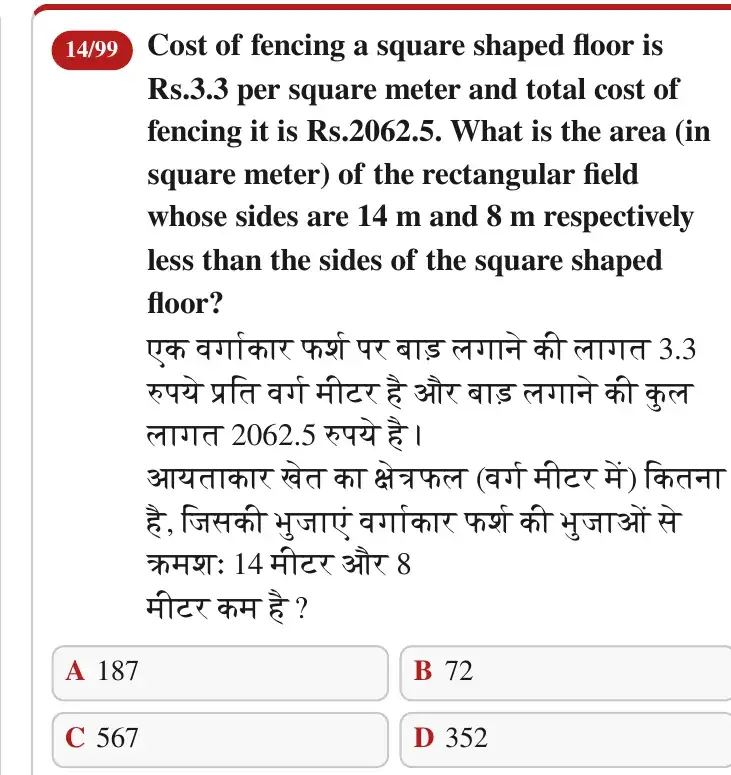 14/99 Cost of fencing a square shaped floor is
Rs.3.3 per square meter and total cost of
fencing it is Rs.2062.5. What is the area (in
square meter) of the rectangular field
whose sides are 14 m and 8 m respectively
less than the sides of the square shaped
floor?
एक वर्गाकार फर्श पर बाड़ लगाने की लागत 3.3
रुपये प्रति वर्ग मीटर है और बाड़ लगाने की कुल
लागत 2062.5 रुपये है।
आयताकार खेत का क्षेत्रफल (वर्ग मीटर में) कितना
है, जिसकी भुजाएं वर्गाकार फर्श की भुजाओं से
क्रमशः 14 मीटर और 8
मीटर कम है ?
A 187
B 72
C 567
D 352